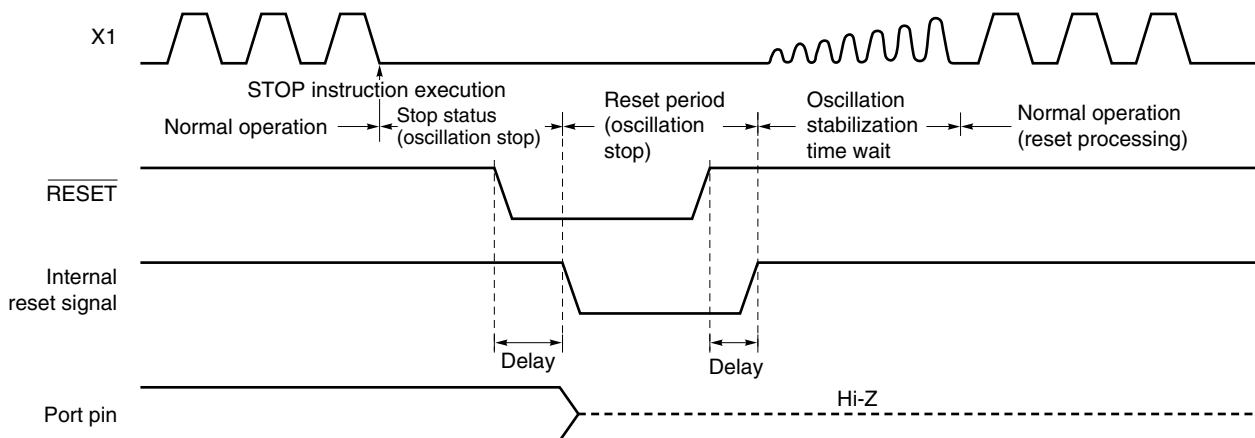 X1
STOP instruction execution
Normal operation
Stop status
(oscillation stop)
Reset period
(oscillation
stop)
Oscillation
stabilization
time wait
Normal operation
(reset processing)
RESET
Internal
reset signal
Delay
Delay
Port pin
Hi-Z